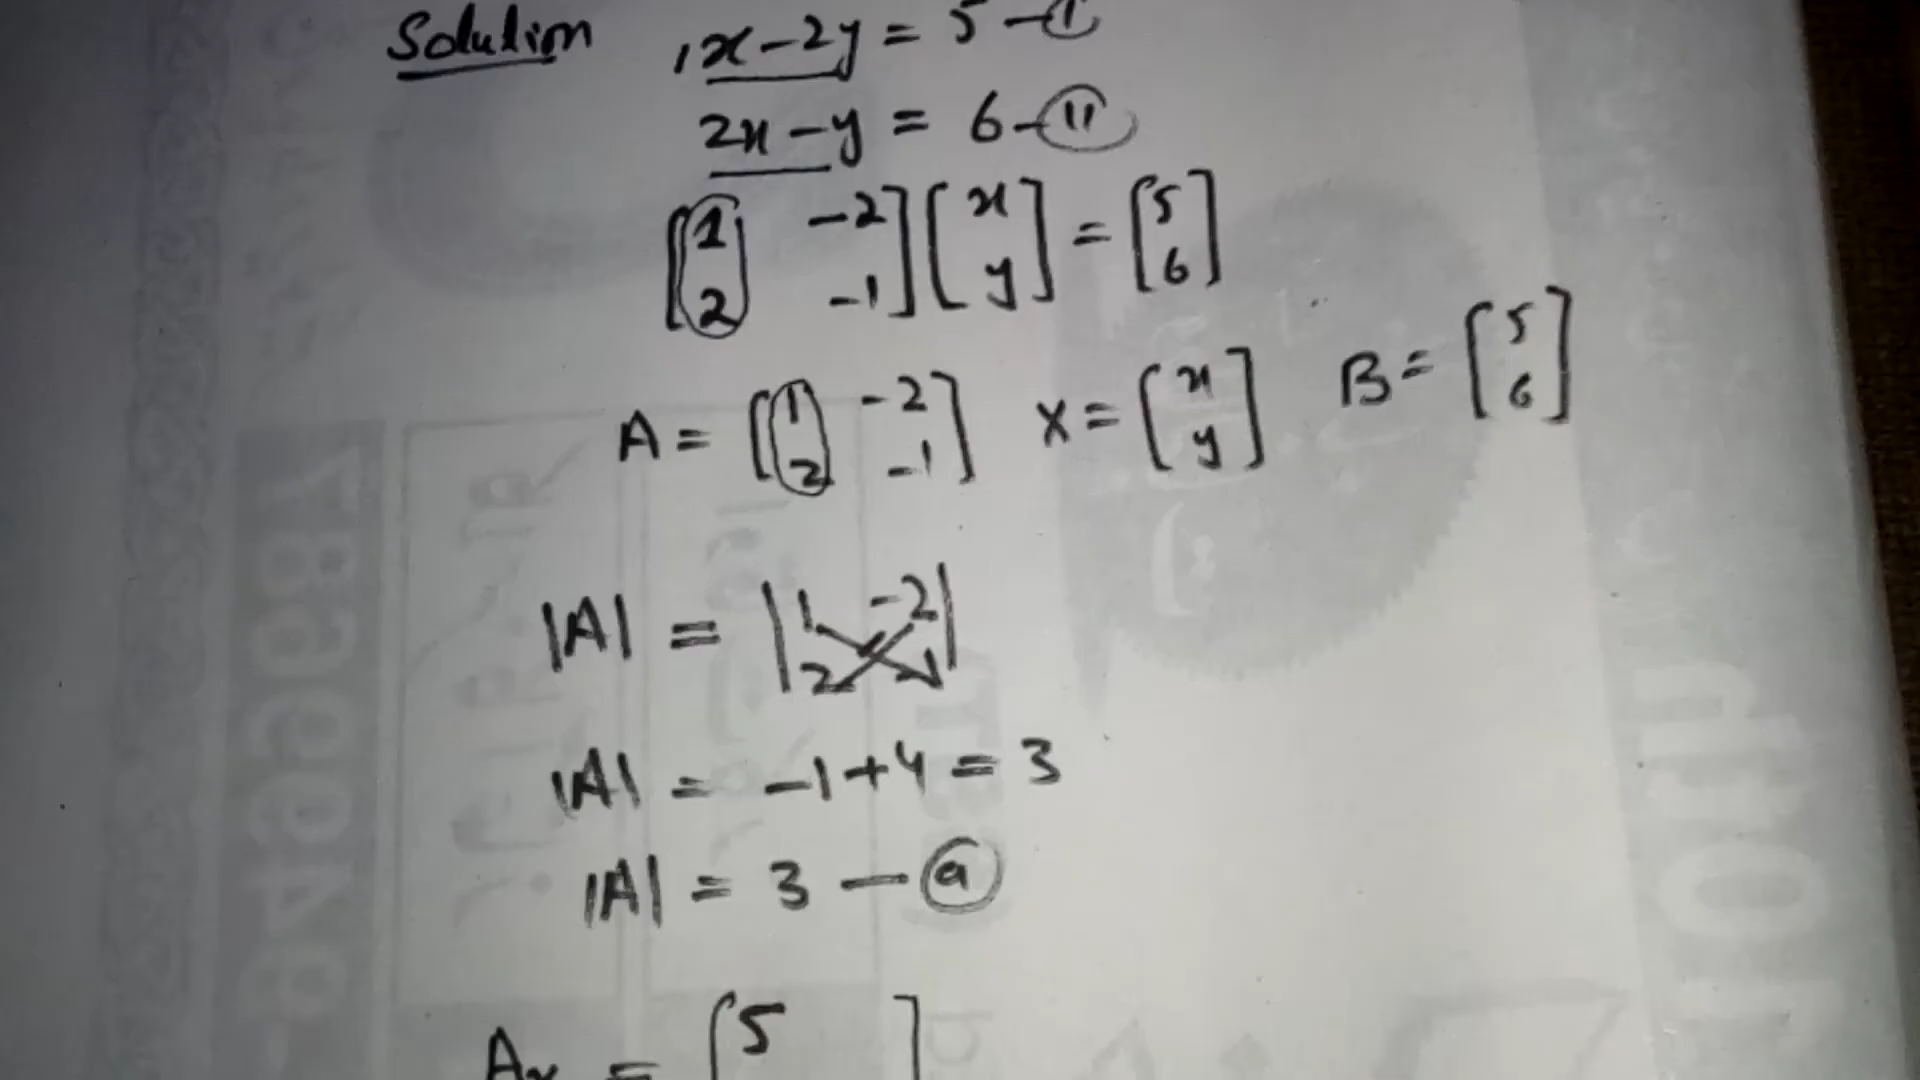 Solution 1x-2y = 5 - (I)
2x-y = 6 - (II)
[1 -2] [x] = [5]
[2 -1] [y] [6]
A = [1 -2] X = [x] B = [5]
[2 -1] [y] [6]
|A| = |1 -2|
|2 -1|
|A| = -1+4 = 3
|A| = 3 - (a)
Ax = [5 ]